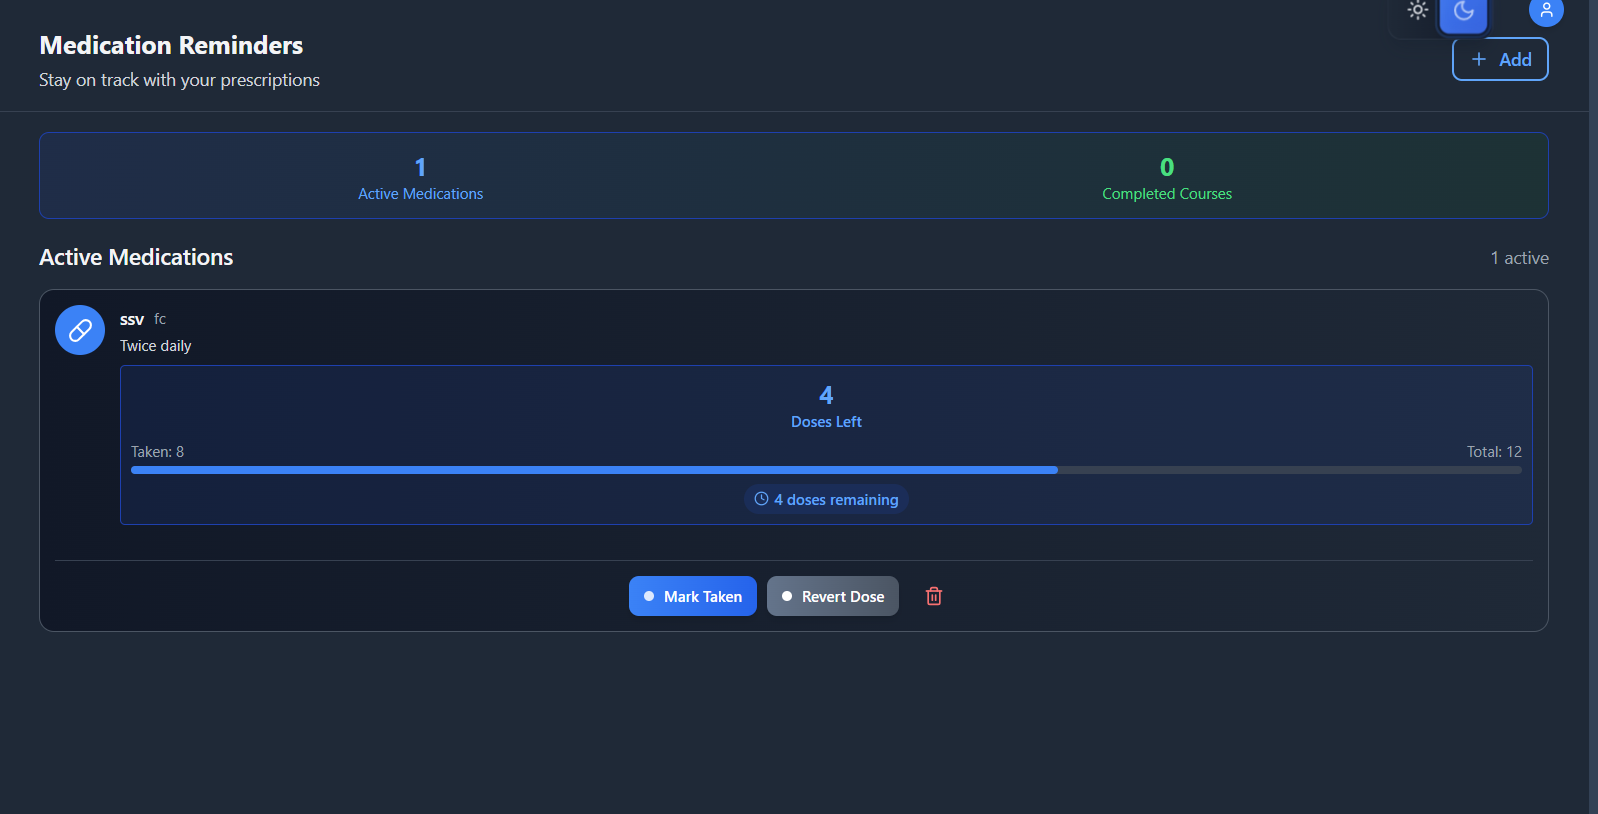 Medication Reminders
Stay on track with your prescriptions
Add
1
Active Medications
0
Completed Courses
Active Medications
1 active
ssv fc
Twice daily
4
Doses Left
Taken: 8
Total: 12
4 doses remaining
Mark Taken
Revert Dose